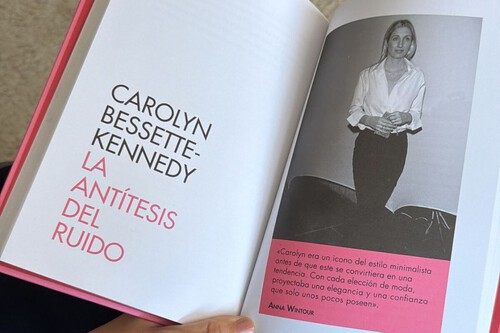 CAROLYN
BESSETTE-
KENNEDY
LA
ANTÍTESIS
DEL
RUIDO
«Carolyn era un icono del estilo minimalista
antes de que este se convirtiera en una
tendencia. Con cada elección de moda,
proyectaba una elegancia y una confianza
que solo unos pocos poseen».
ANNA WINTOUR